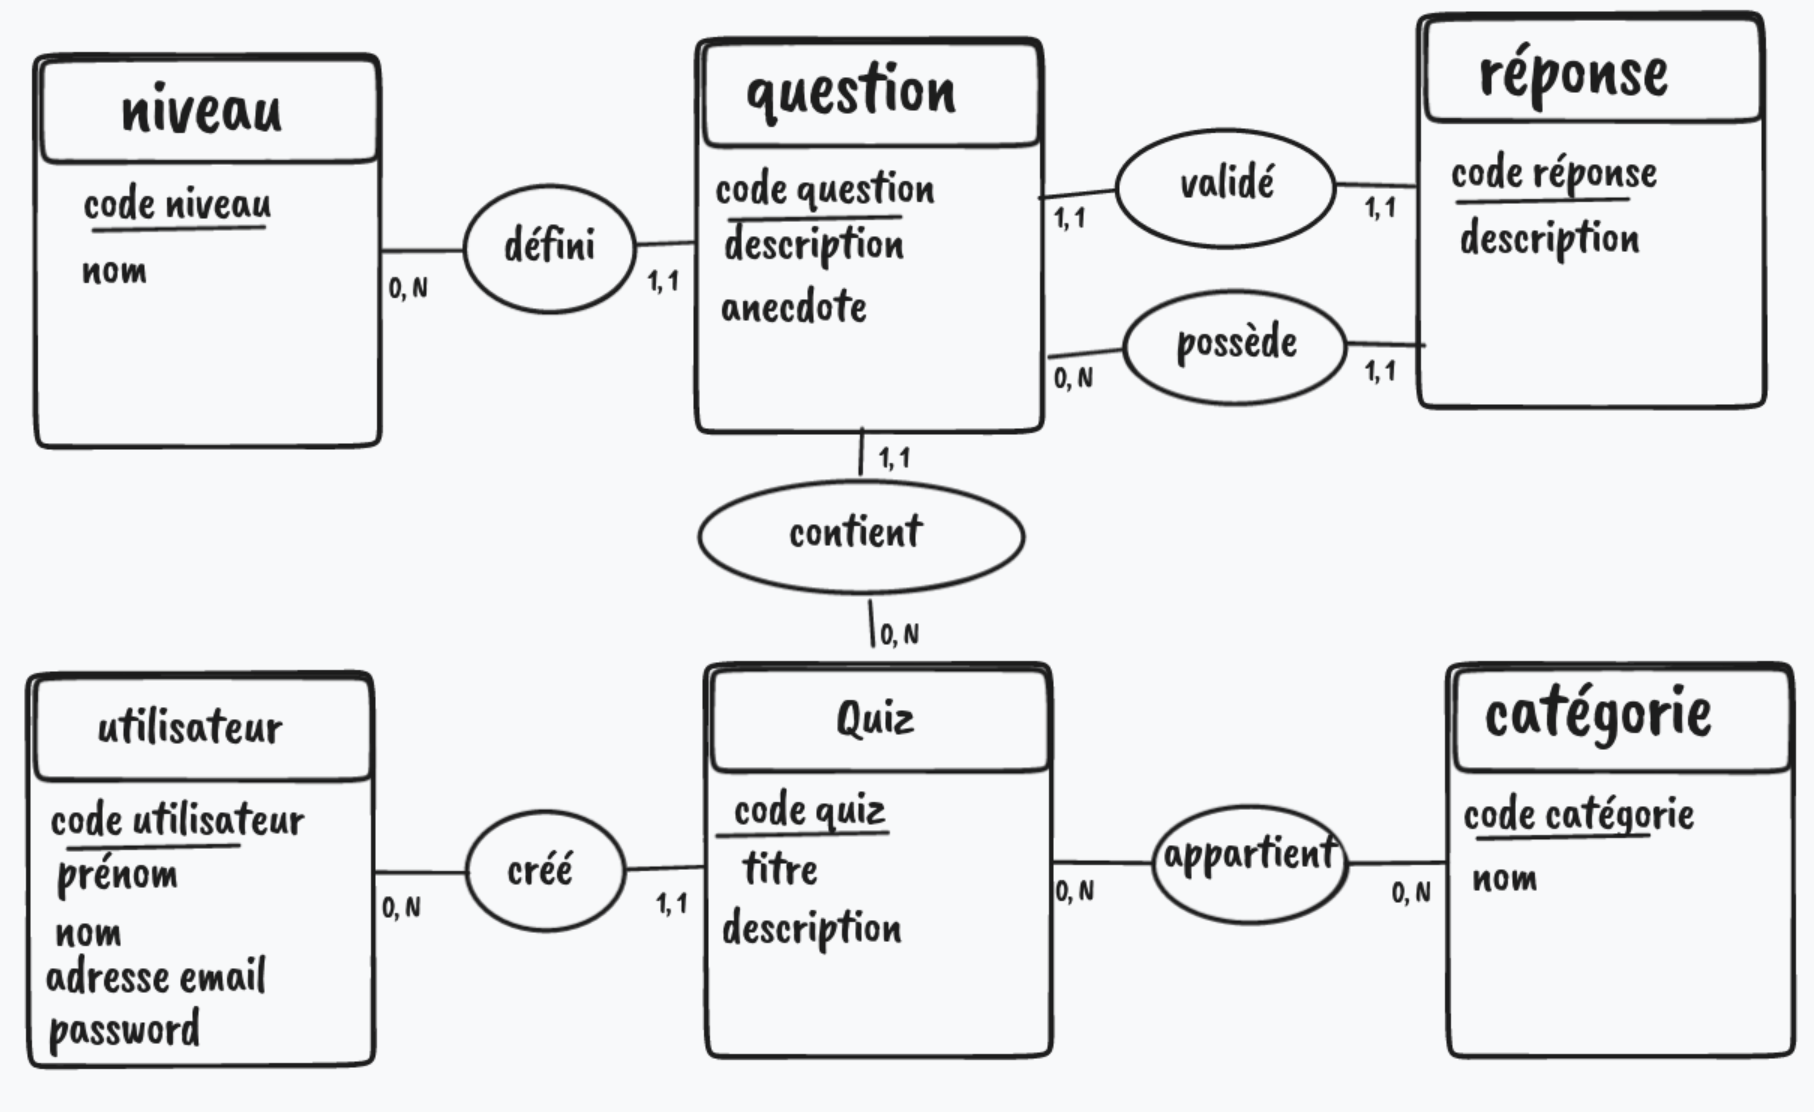 niveau
code niveau
nom
0, N
défini
1, 1
question
code question
description
anecdote
1, 1
validé
1, 1
0, N
possède
1, 1
réponse
code réponse
description
1, 1
contient
0, N
utilisateur
code utilisateur
prénom
nom
adresse email
password
0, N
créé
1, 1
Quiz
code quiz
titre
description
0, N
appartient
0, N
catégorie
code catégorie
nom